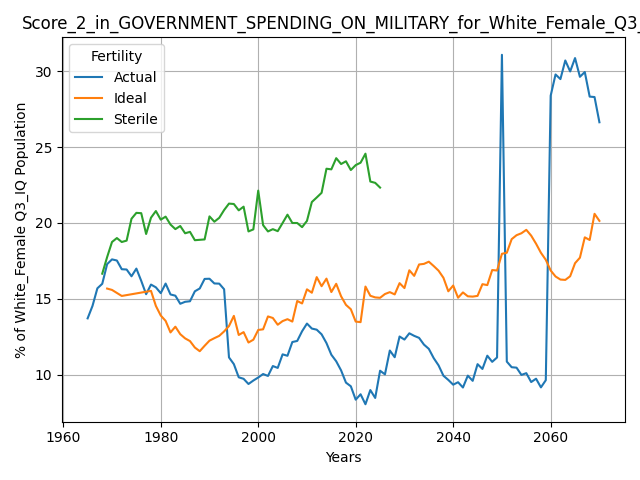 Score_2_in_GOVERNMENT_SPENDING_ON_MILITARY_for_White_Female_Q3_
Fertility
Actual
Ideal
Sterile
% of White_Female Q3_IQ Population
30
25
20
15
10
1960
1980
2000
2020
2040
2060
Years